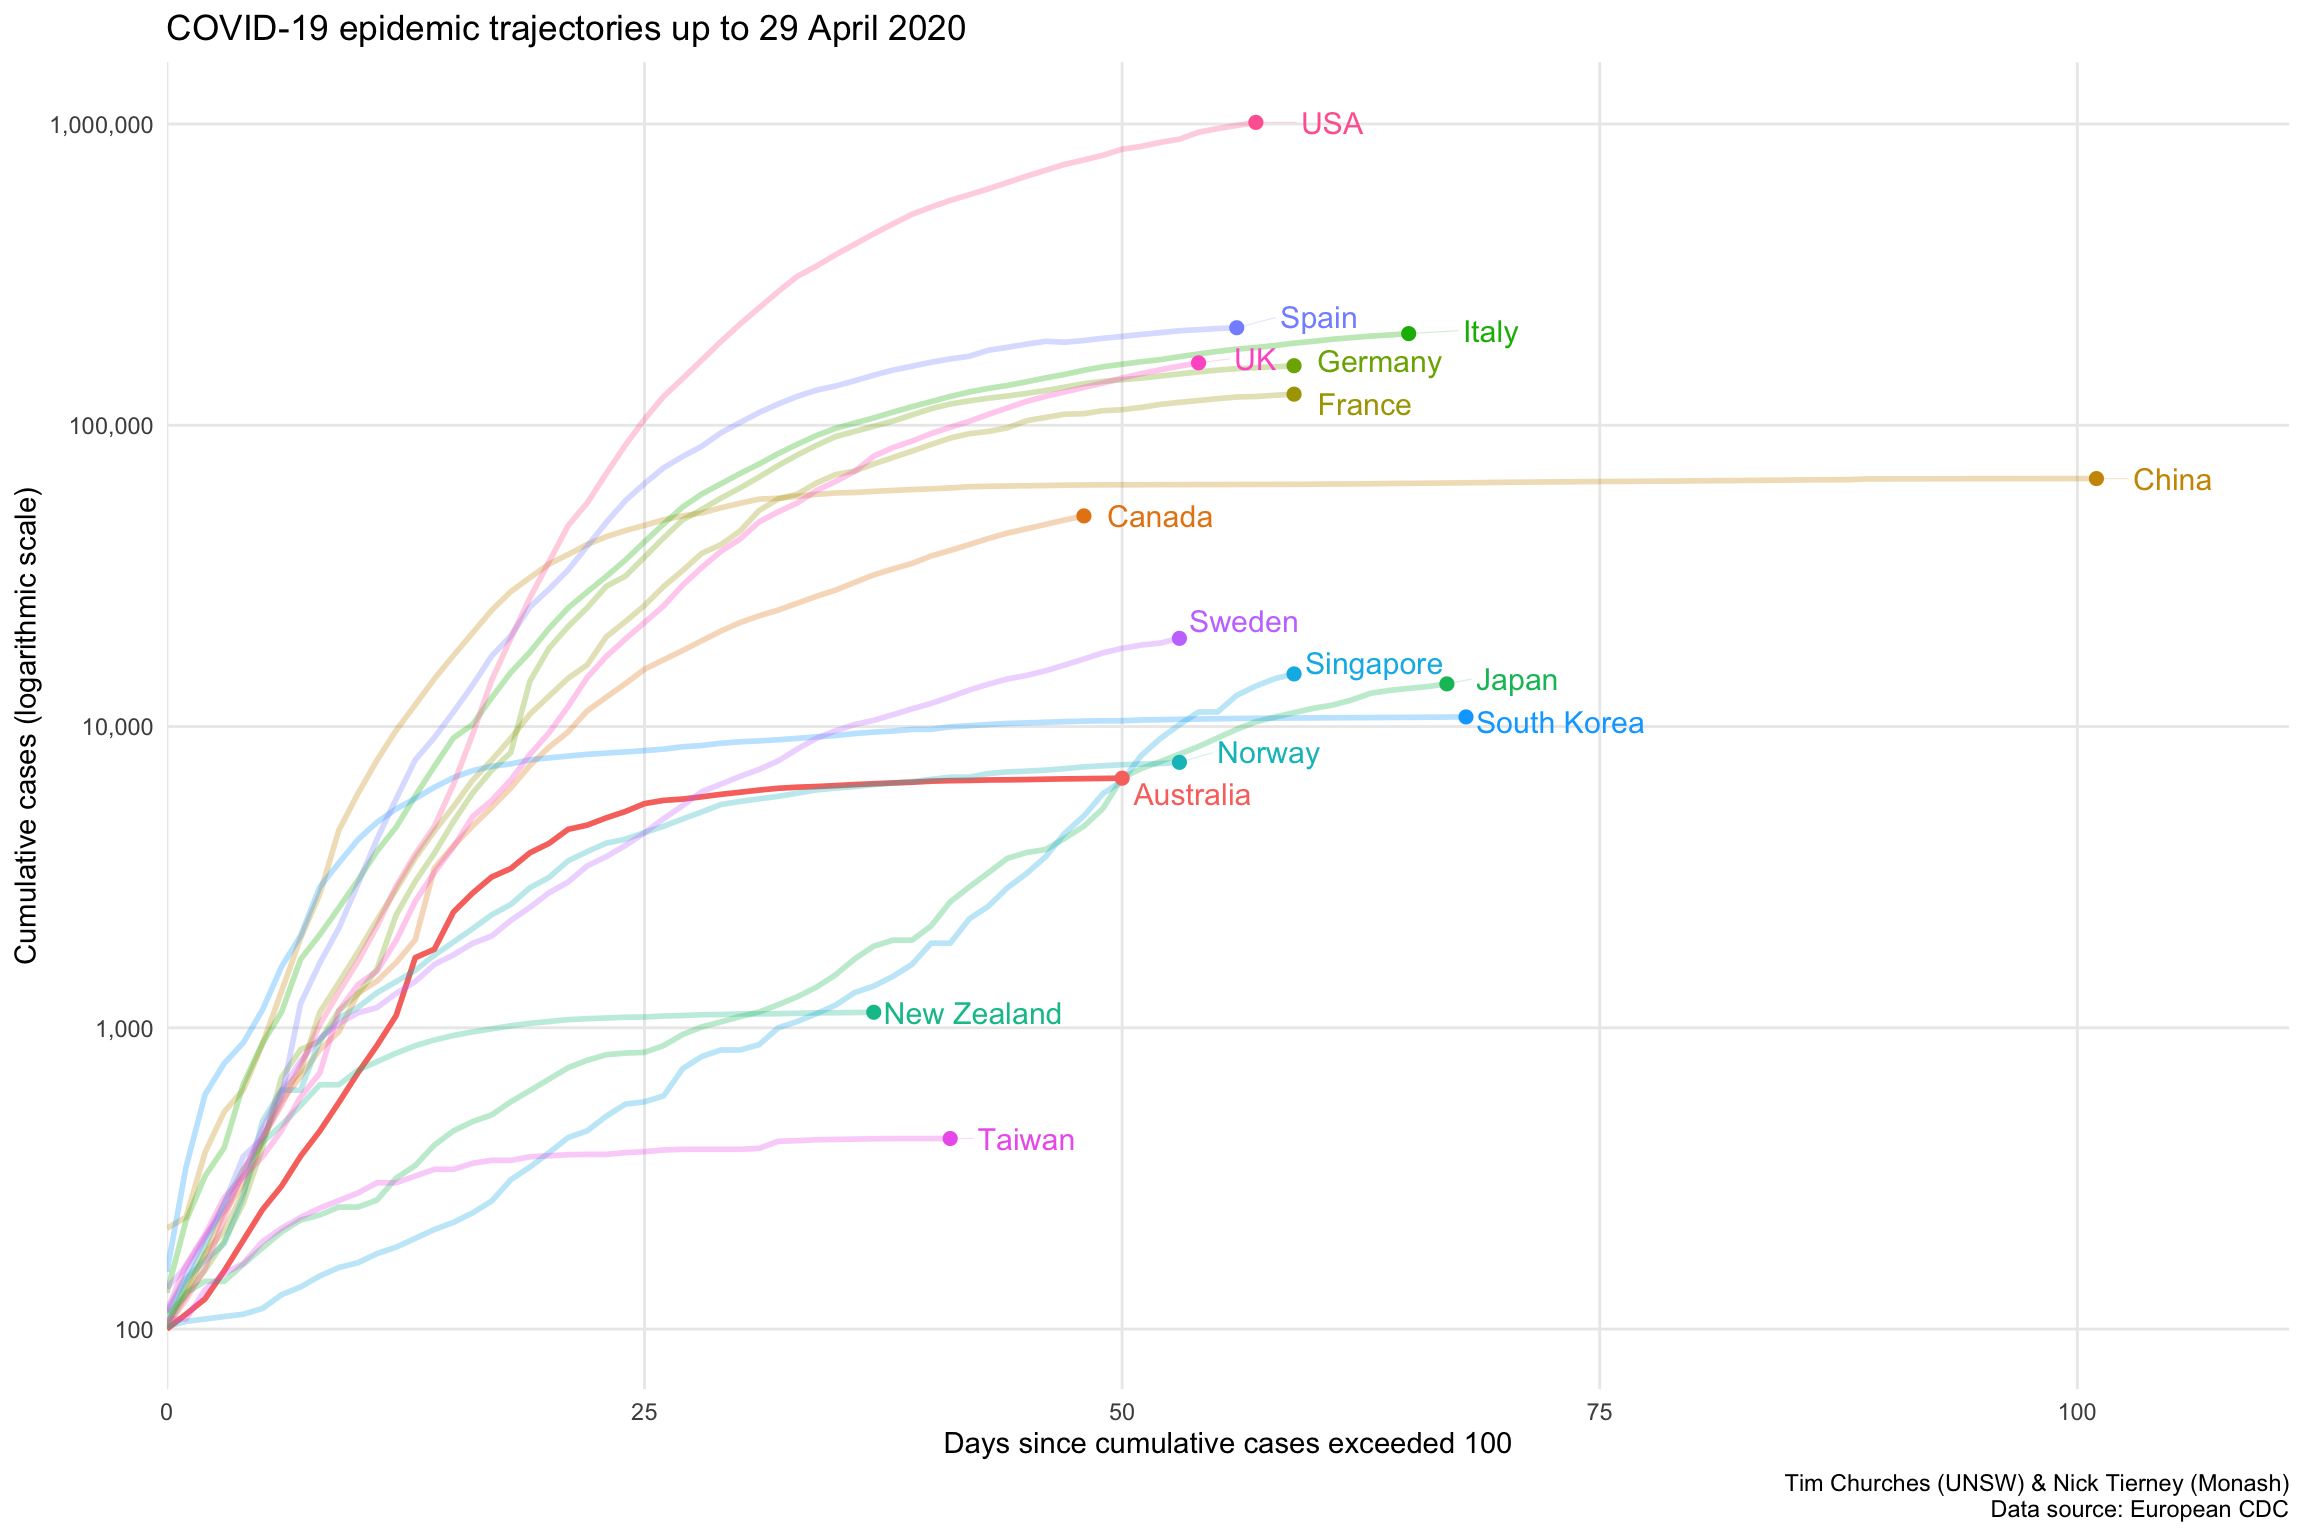 COVID-19 epidemic trajectories up to 29 April 2020
Cumulative cases (logarithmic scale)
1,000,000
100,000
10,000
1,000
100
USA
Spain
Italy
UK
Germany
France
China
Canada
Sweden
Singapore
Japan
South Korea
Norway
Australia
New Zealand
Taiwan
0 25 50 75 100
Days since cumulative cases exceeded 100
Tim Churches (UNSW) & Nick Tierney (Monash)
Data source: European CDC